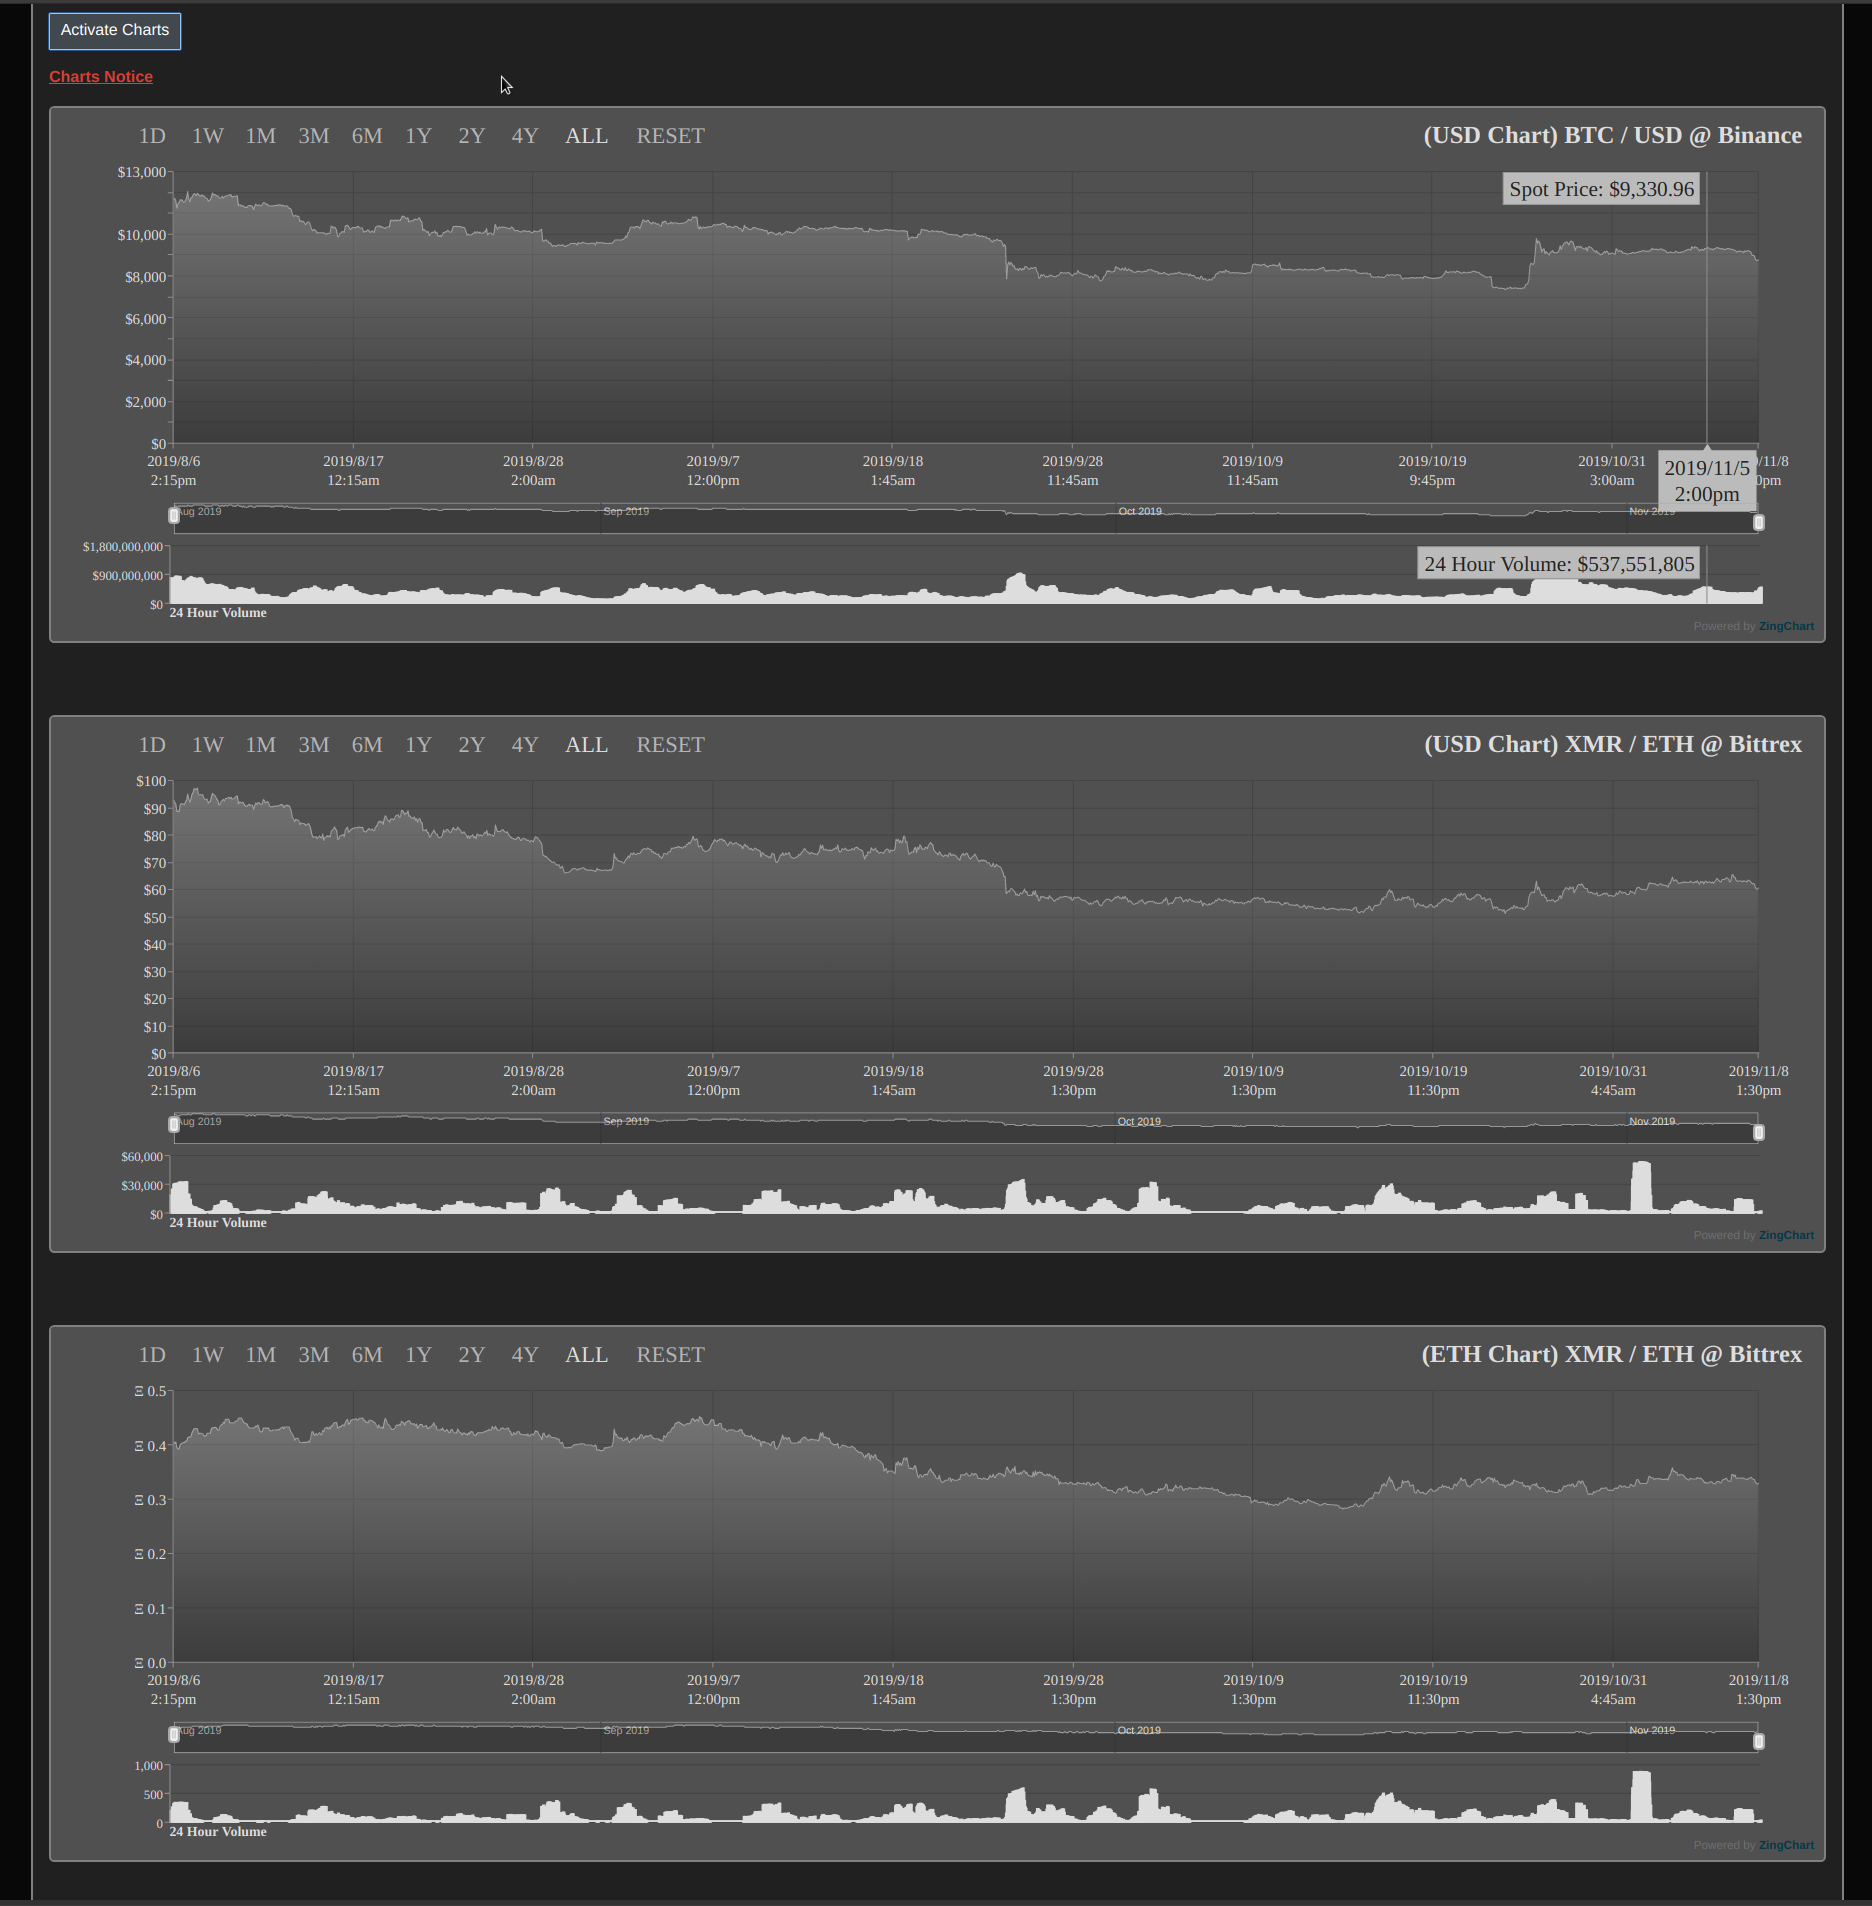 Activate Charts
Charts Notice
1D 1W 1M 3M 6M 1Y 2Y 4Y ALL RESET
(USD Chart) BTC / USD @ Binance
Spot Price: $9,330.96
$13,000
$10,000
$8,000
$6,000
$4,000
$2,000
$0
2019/8/6 2019/8/17 2019/8/28 2019/9/7 2019/9/18 2019/9/28 2019/10/9 2019/10/19 2019/10/31 /11/8
2:15pm 12:15am 2:00am 12:00pm 1:45am 11:45am 11:45am 9:45pm 3:00am 0pm
2019/11/5
2:00pm
Aug 2019 Sep 2019 Oct 2019 Nov 2019
$1,800,000,000
$900,000,000
$0
24 Hour Volume: $537,551,805
24 Hour Volume
Powered by ZingChart
1D 1W 1M 3M 6M 1Y 2Y 4Y ALL RESET
(USD Chart) XMR / ETH @ Bittrex
$100
$90
$80
$70
$60
$50
$40
$30
$20
$10
$0
2019/8/6 2019/8/17 2019/8/28 2019/9/7 2019/9/18 2019/9/28 2019/10/9 2019/10/19 2019/10/31 2019/11/8
2:15pm 12:15am 2:00am 12:00pm 1:45am 1:30pm 1:30pm 11:30pm 4:45am 1:30pm
Aug 2019 Sep 2019 Oct 2019 Nov 2019
$60,000
$30,000
$0
24 Hour Volume
Powered by ZingChart
1D 1W 1M 3M 6M 1Y 2Y 4Y ALL RESET
(ETH Chart) XMR / ETH @ Bittrex
Ξ 0.5
Ξ 0.4
Ξ 0.3
Ξ 0.2
Ξ 0.1
Ξ 0.0
2019/8/6 2019/8/17 2019/8/28 2019/9/7 2019/9/18 2019/9/28 2019/10/9 2019/10/19 2019/10/31 2019/11/8
2:15pm 12:15am 2:00am 12:00pm 1:45am 1:30pm 1:30pm 11:30pm 4:45am 1:30pm
Aug 2019 Sep 2019 Oct 2019 Nov 2019
1,000
500
0
24 Hour Volume
Powered by ZingChart